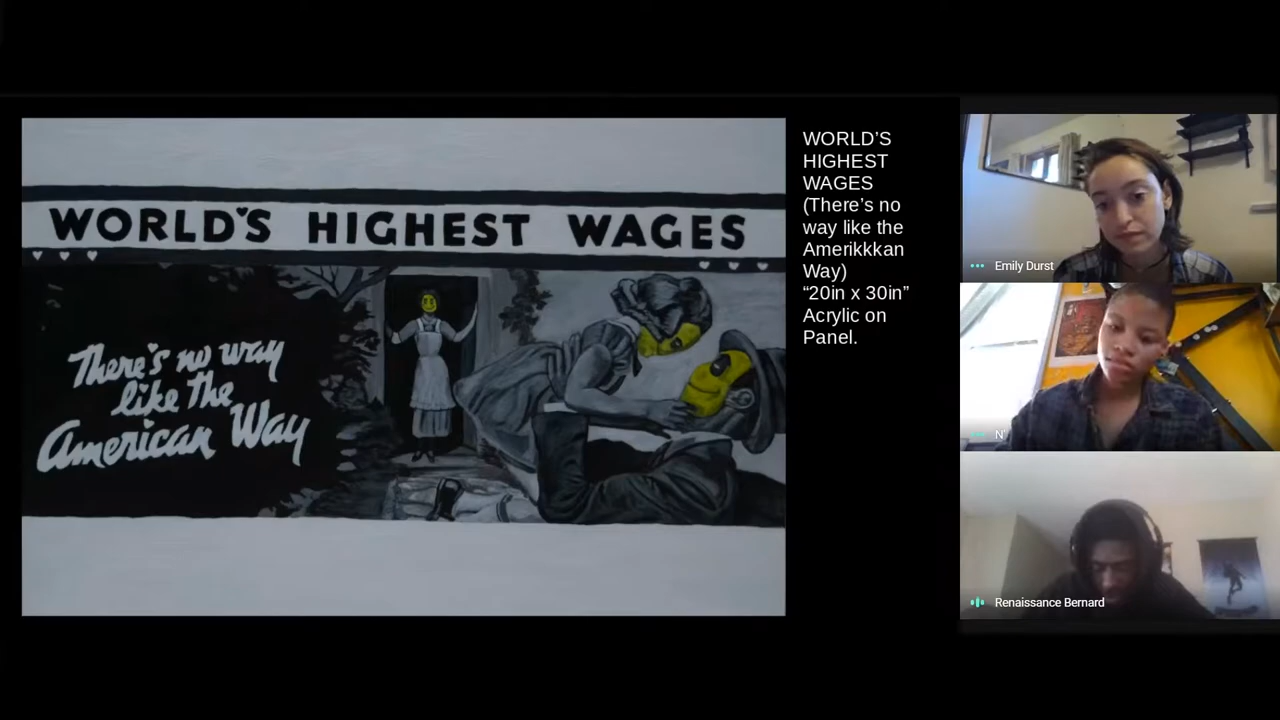 WORLD'S HIGHEST WAGES
There's no way
like the
American Way
WORLD'S
HIGHEST
WAGES
(There's no
way like the
Amerikkkan
Way)
“20in x 30in”
Acrylic on
Panel.
Emily Durst
N'
Renaissance Bernard